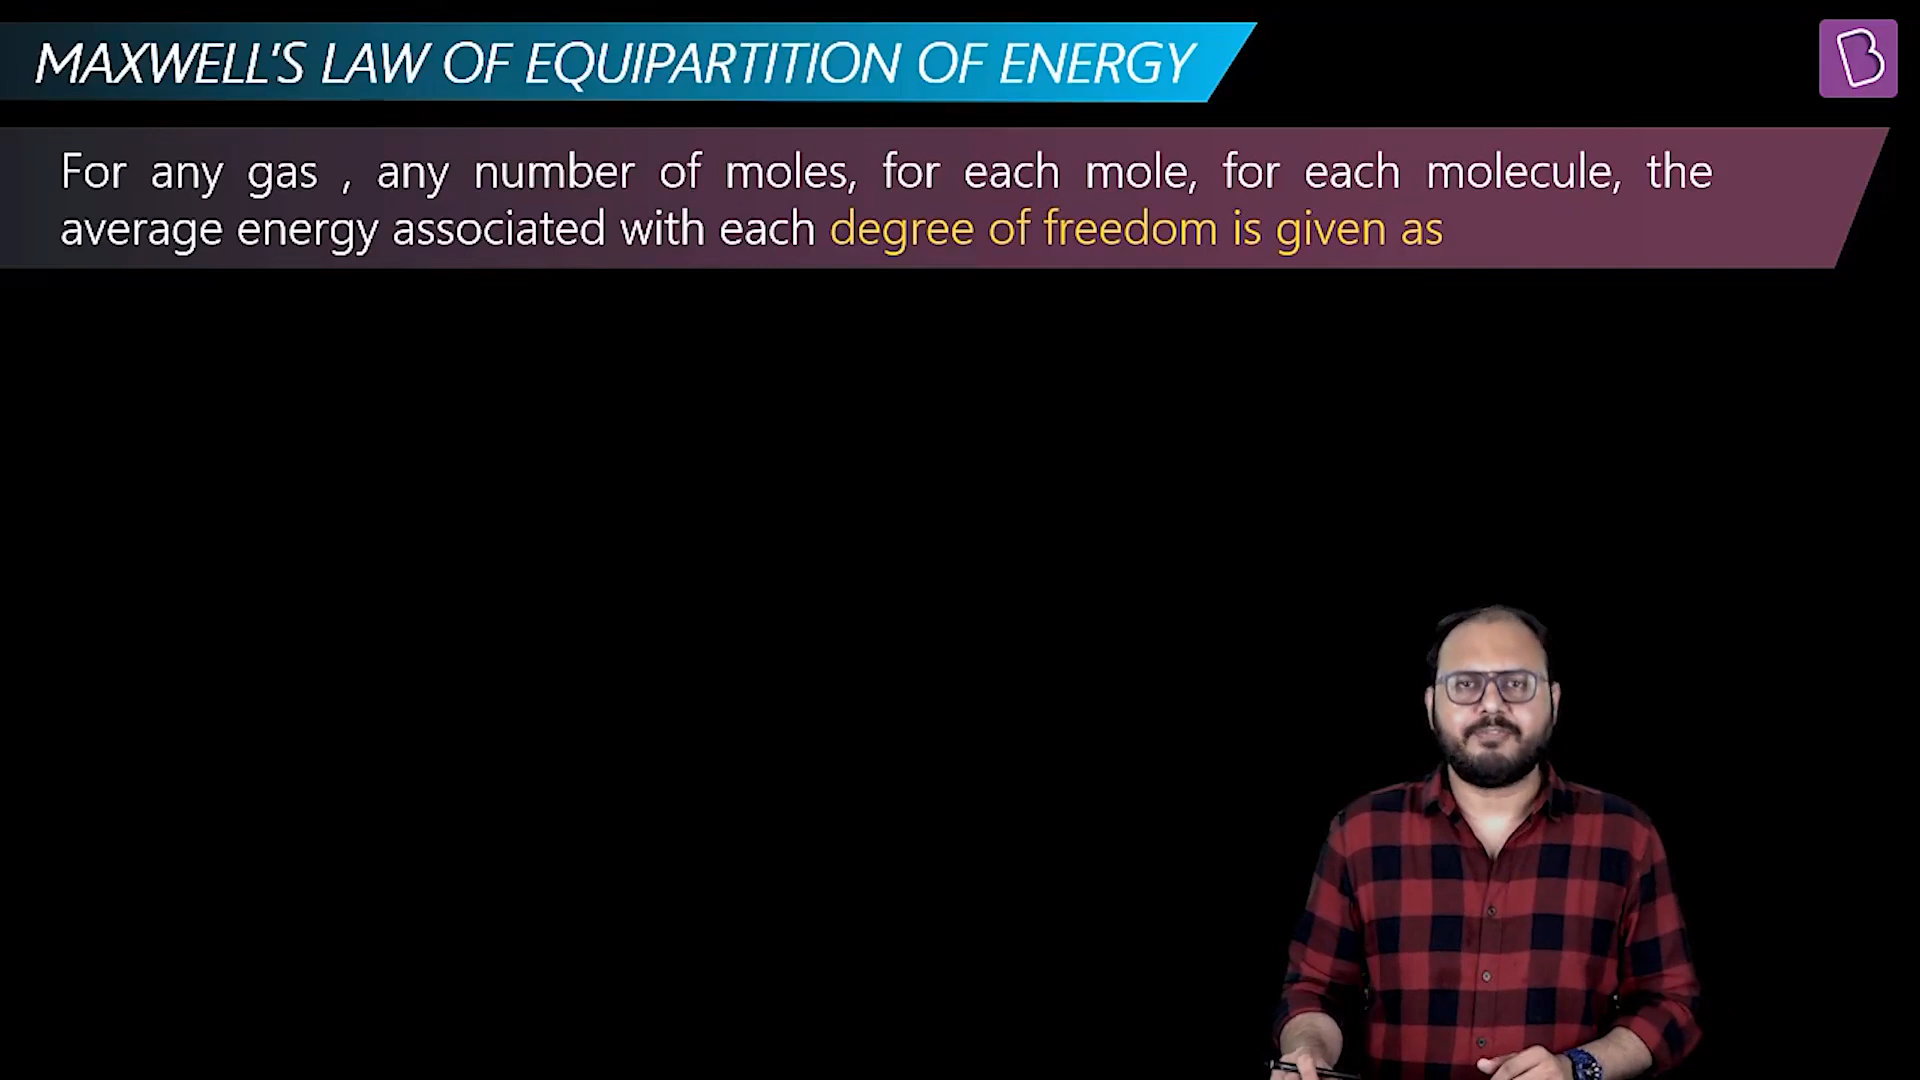 MAXWELL'S LAW OF EQUIPARTITION OF ENERGY
For any gas , any number of moles, for each mole, for each molecule, the
average energy associated with each degree of freedom is given as